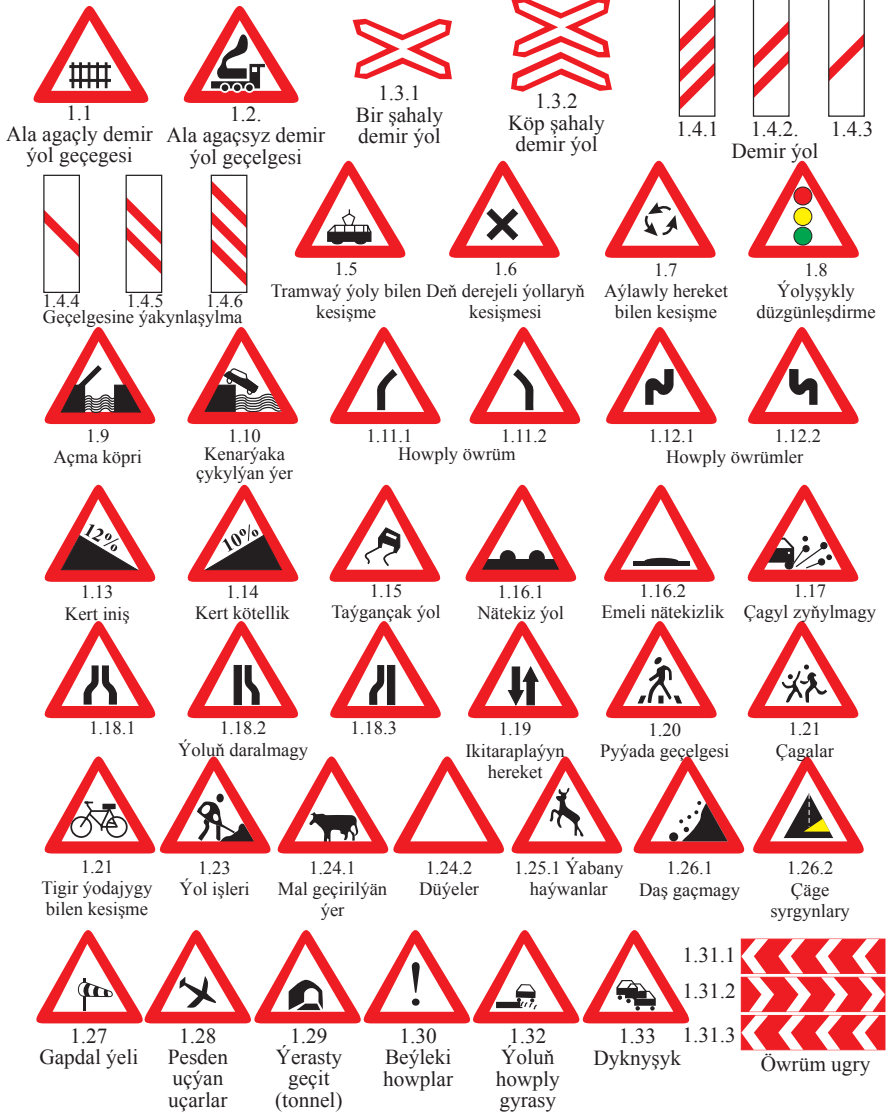 1.1
Ala agaçly demir
ýol geçegesi
1.2.
Ala agaçsyz demir
ýol geçelgesi
1.3.1
Bir şahaly
demir ýol
1.3.2
Köp şahaly
demir ýol
1.4.1 1.4.2. 1.4.3
Demir ýol
1.4.4 1.4.5 1.4.6
Geçelgesine ýakynlaşylma
1.5
Tramwaý ýoly bilen
kesişme
1.6
Deň derejeli ýollaryň
kesişmesi
1.7
Aýlawly hereket
bilen kesişme
1.8
Ýolyşykly
düzgünleşdirme
1.9
Açma köpri
1.10
Kenarýaka
çykylýan ýer
1.11.1 1.11.2
Howply öwrüm
1.12.1 1.12.2
Howply öwrümler
12%
1.13
Kert iniş
10%
1.14
Kert kötellik
1.15
Taýgançak ýol
1.16.1
Nätekiz ýol
1.16.2
Emeli nätekizlik
1.17
Çagyl zyňylmagy
1.18.1 1.18.2 1.18.3
Ýoluň daralmagy
1.19
Ikitaraplaýyn
hereket
1.20
Pyýada geçelgesi
1.21
Çagalar
1.21
Tigir ýodajygy
bilen kesişme
1.23
Ýol işleri
1.24.1
Mal geçirilýän
ýer
1.24.2
Düýeler
1.25.1 Ýabany
haýwanlar
1.26.1
Daş gaçmagy
1.26.2
Çäge
syrgynlary
1.27
Gapdal ýeli
1.28
Pesden
uçýan
uçarlar
1.29
Ýerasty
geçit
(tonnel)
!
1.30
Beýleki
howplar
1.32
Ýoluň
howply
gyrasy
1.33
Dyknyşyk
1.31.1
1.31.2
1.31.3
Öwrüm ugry